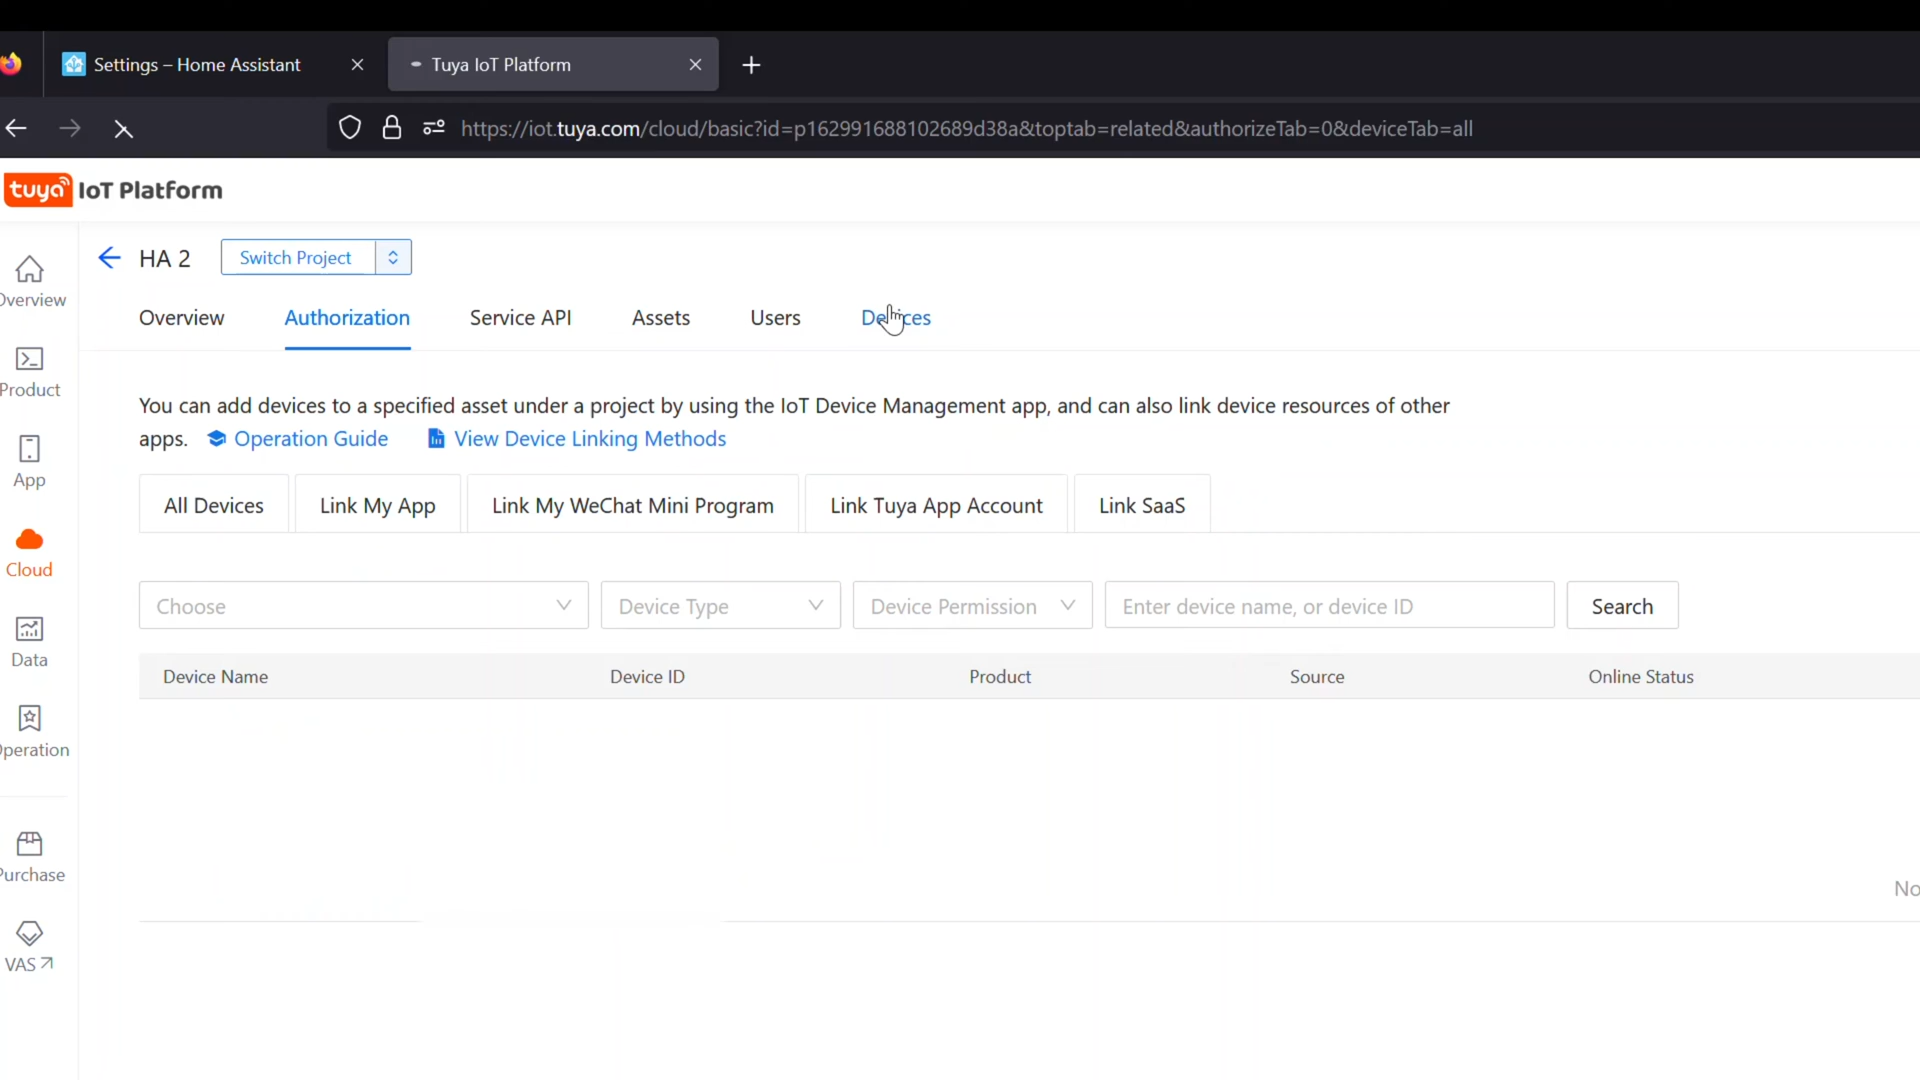 Settings – Home Assistant
Tuya IoT Platform
https://iot.tuya.com/cloud/basic?id=p162991688102689d38a&toptab=related&authorizeTab=0&deviceTab=all
tuya IoT Platform
HA 2
Switch Project
Overview
Authorization
Service API
Assets
Users
Devices
Overview
Product
App
Cloud
Data
Operation
Purchase
VAS
You can add devices to a specified asset under a project by using the IoT Device Management app, and can also link device resources of other
apps. Operation Guide View Device Linking Methods
All Devices
Link My App
Link My WeChat Mini Program
Link Tuya App Account
Link SaaS
Choose
Device Type
Device Permission
Enter device name, or device ID
Search
Device Name
Device ID
Product
Source
Online Status
No